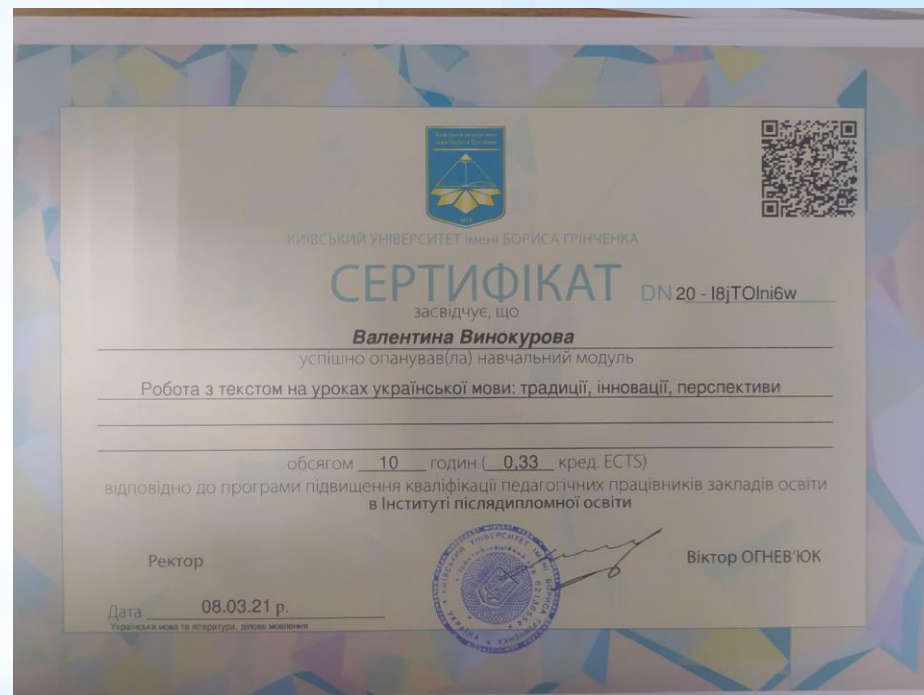 КИЇВСЬКИЙ УНІВЕРСИТЕТ імені БОРИСА ГРІНЧЕНКА
СЕРТИФІКАТ
DN 20 - I8jTOIni6w
засвідчує, що
Валентина Винокурова
успішно опанував(ла) навчальний модуль
Робота з текстом на уроках української мови: традиції, інновації, перспективи
обсягом 10 годин ( 0,33 кред. ECTS)
відповідно до програми підвищення кваліфікації педагогічних працівників закладів освіти
в Інституті післядипломної освіти
Ректор
Віктор ОГНЕВ'ЮК
Дата 08.03.21 р.
Українська мова та література, ділове мовлення